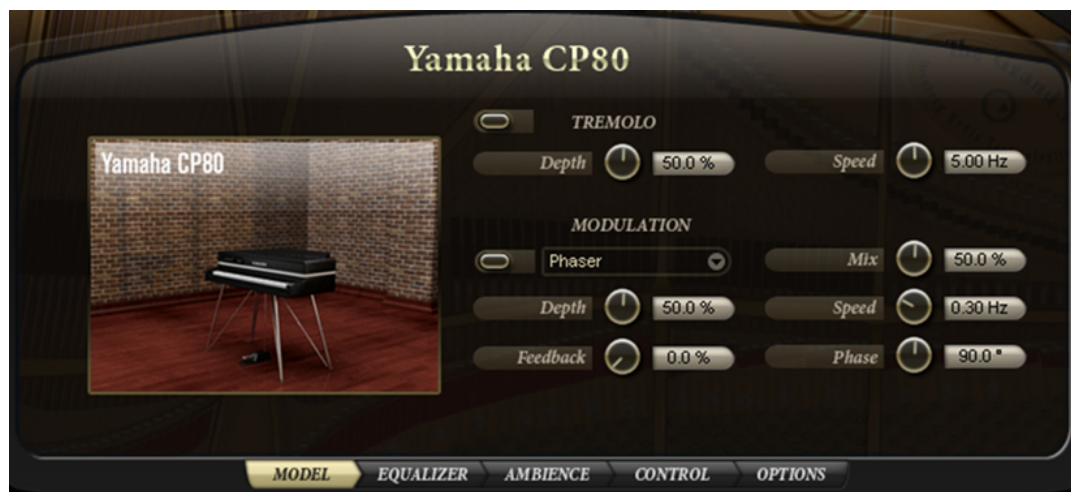 Yamaha CP80
Yamaha CP80
TREMOLO
Depth 50.0 % Speed 5.00 Hz
MODULATION
Phaser Mix 50.0 %
Depth 50.0 % Speed 0.30 Hz
Feedback 0.0 % Phase 90.0 °
MODEL EQUALIZER AMBIENCE CONTROL OPTIONS